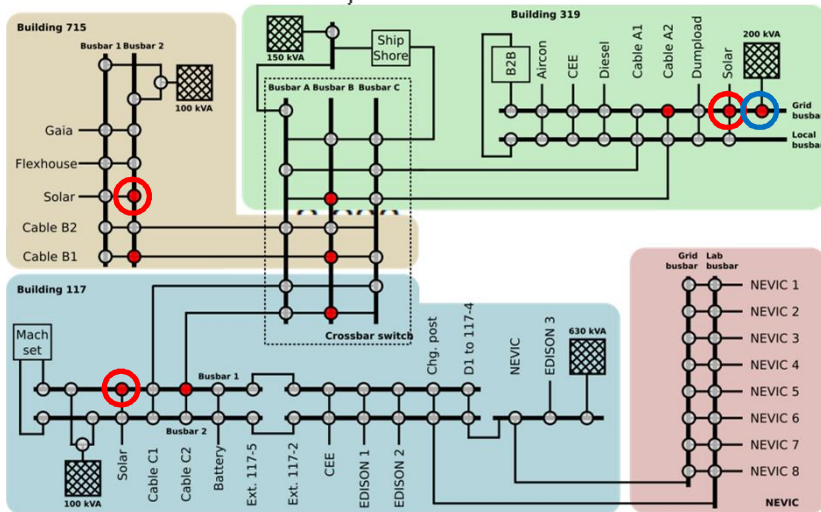 Building 715
Busbar 1 Busbar 2
100 kVA
Gaia
Flexhouse
Solar
Cable B2
Cable B1
150 kVA
Ship
Shore
Busbar A Busbar B Busbar C
Crossbar switch
Building 319
B2B
Aircon
CEE
Diesel
Cable A1
Cable A2
Dumpload
Solar
200 kVA
Grid
busba
Local
busba
Building 117
Mach
set
Busbar 1
Busbar 2
100 kVA
Solar
Cable C1
Cable C2
Battery
Ext. 117-5
Ext. 117-2
CEE
EDISON 1
EDISON 2
Chg. post
D1 to 117-4
NEVIC
EDISON 3
630 kVA
Grid
busbar
Lab
busbar
NEVIC 1
NEVIC 2
NEVIC 3
NEVIC 4
NEVIC 5
NEVIC 6
NEVIC 7
NEVIC 8
NEVIC